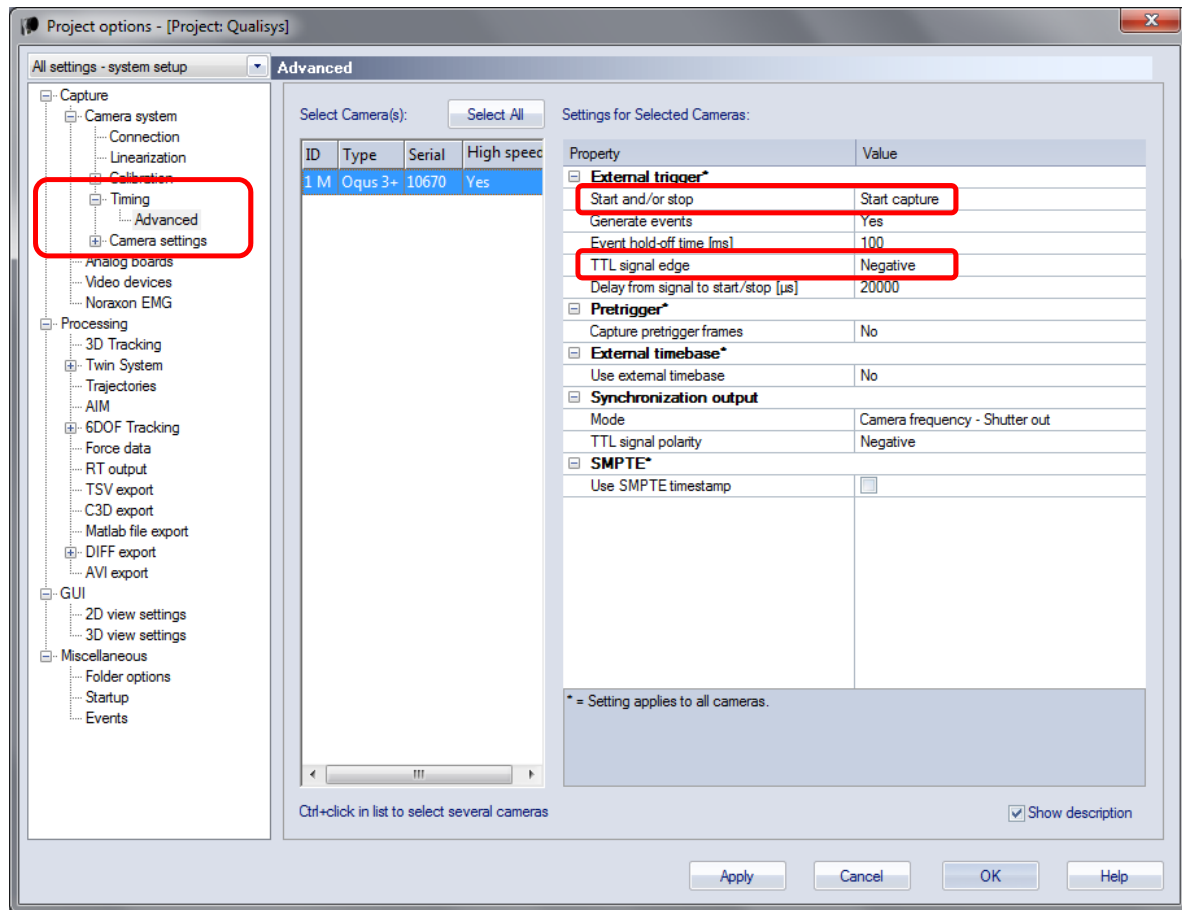 Project options - [Project: Qualisys]
All settings - system setup
Advanced
Capture
Camera system
Connection
Linearization
Calibration
Timing
Advanced
Camera settings
Analog boards
Video devices
Noraxon EMG
Processing
3D Tracking
Twin System
Trajectories
AIM
6DOF Tracking
Force data
RT output
TSV export
C3D export
Matlab file export
DIFF export
AVI export
GUI
2D view settings
3D view settings
Miscellaneous
Folder options
Startup
Events
Select Camera(s): Select All
ID Type Serial High speed
1 M Oqus 3+ 10670 Yes
Ctrl+click in list to select several cameras
Settings for Selected Cameras:
Property Value
External trigger*
Start and/or stop Start capture
Generate events Yes
Event hold-off time [ms] 100
TTL signal edge Negative
Delay from signal to start/stop [µs] 20000
Pretrigger*
Capture pretrigger frames No
External timebase*
Use external timebase No
Synchronization output
Mode Camera frequency - Shutter out
TTL signal polarity Negative
SMPTE*
Use SMPTE timestamp
* = Setting applies to all cameras.
Show description
Apply Cancel OK Help